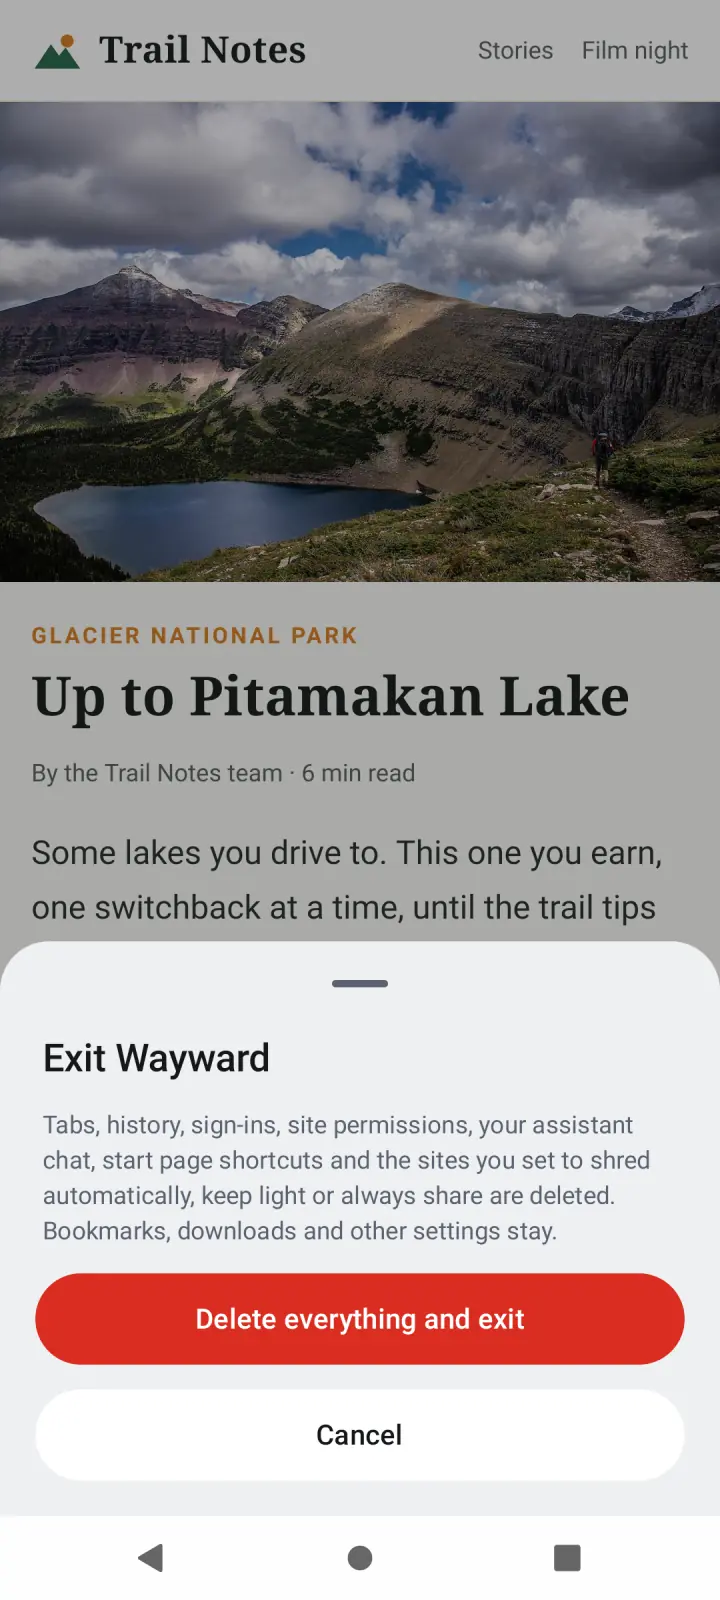 Trail Notes
Stories
Film night
GLACIER NATIONAL PARK
Up to Pitamakan Lake
By the Trail Notes team · 6 min read
Some lakes you drive to. This one you earn,
one switchback at a time, until the trail tips
Exit Wayward
Tabs, history, sign-ins, site permissions, your assistant
chat, start page shortcuts and the sites you set to shred
automatically, keep light or always share are deleted.
Bookmarks, downloads and other settings stay.
Delete everything and exit
Cancel